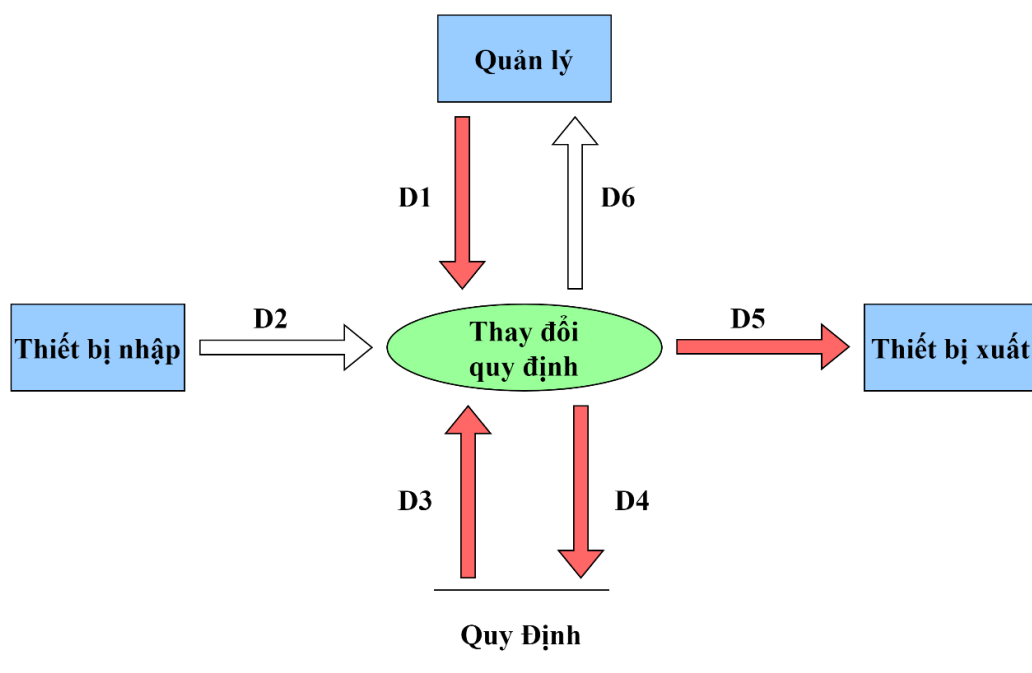 Quản lý
D1
D6
D2
Thay đổi
quy định
D5
Thiết bị nhập
Thiết bị xuất
D3
D4
Quy Định